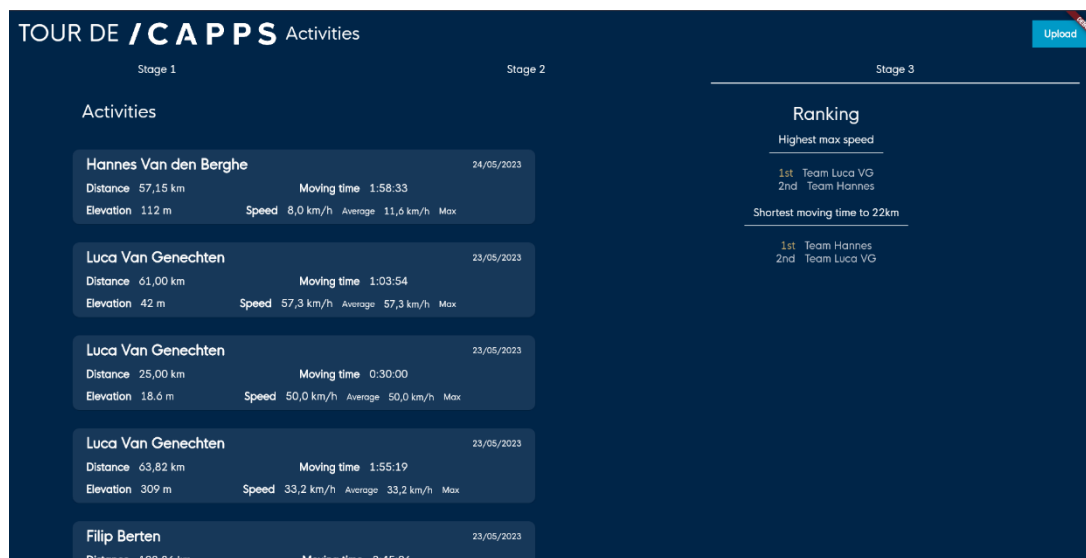 TOUR DE /CAPPS Activities
Upload
Stage 1 Stage 2 Stage 3
Activities
Hannes Van den Berghe 24/05/2023
Distance 57,15 km Moving time 1:58:33
Elevation 112 m Speed 8,0 km/h Average 11,6 km/h Max
Luca Van Genechten 23/05/2023
Distance 61,00 km Moving time 1:03:54
Elevation 42 m Speed 57,3 km/h Average 57,3 km/h Max
Luca Van Genechten 23/05/2023
Distance 25,00 km Moving time 0:30:00
Elevation 18.6 m Speed 50,0 km/h Average 50,0 km/h Max
Luca Van Genechten 23/05/2023
Distance 63,82 km Moving time 1:55:19
Elevation 309 m Speed 33,2 km/h Average 33,2 km/h Max
Filip Berten 23/05/2023
Distance Moving time
Ranking
Highest max speed
1st Team Luca VG
2nd Team Hannes
Shortest moving time to 22km
1st Team Hannes
2nd Team Luca VG